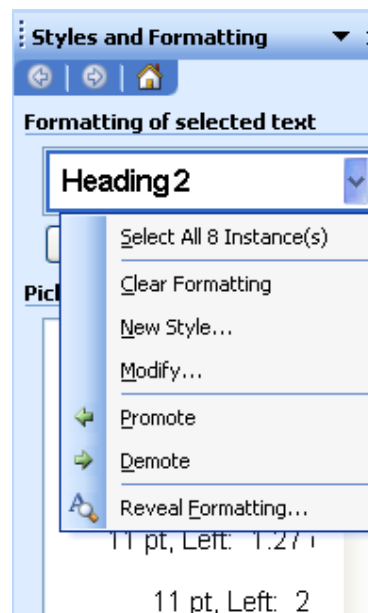 Styles and Formatting
Formatting of selected text
Heading 2
Select All 8 Instance(s)
Clear Formatting
Pick
New Style...
Modify...
Promote
Demote
Reveal Formatting...
11 pt, Left: 1.27
11 pt, Left: 2